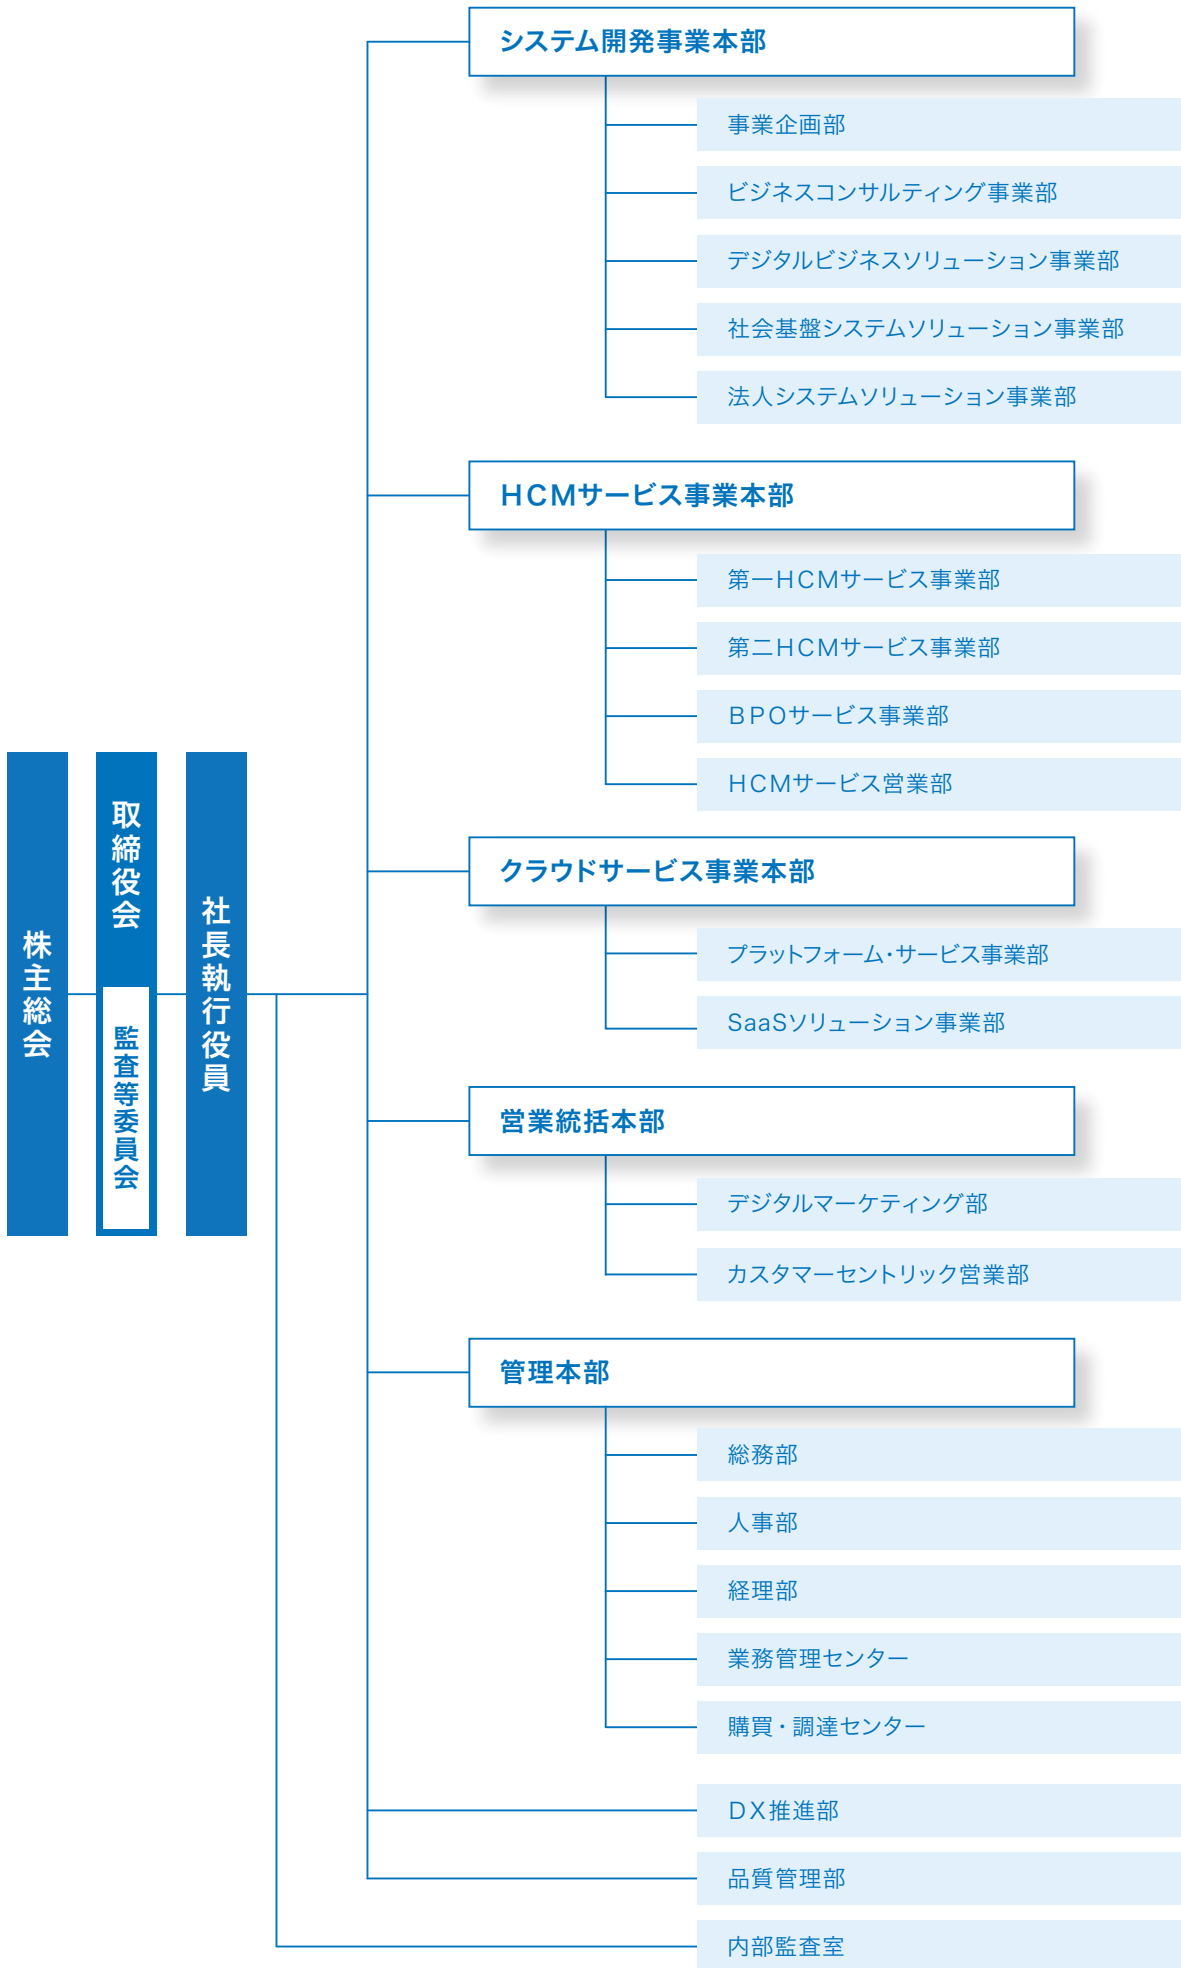 株主総会
取締役会
監査等委員会
社長執行役員
システム開発事業本部
事業企画部
ビジネスコンサルティング事業部
デジタルビジネスソリューション事業部
社会基盤システムソリューション事業部
法人システムソリューション事業部
HCMサービス事業本部
第一HCMサービス事業部
第二HCMサービス事業部
BPOサービス事業部
HCMサービス営業部
クラウドサービス事業本部
プラットフォーム・サービス事業部
SaaSソリューション事業部
営業統括本部
デジタルマーケティング部
カスタマーセントリック営業部
管理本部
総務部
人事部
経理部
業務管理センター
購買・調達センター
DX推進部
品質管理部
内部監査室